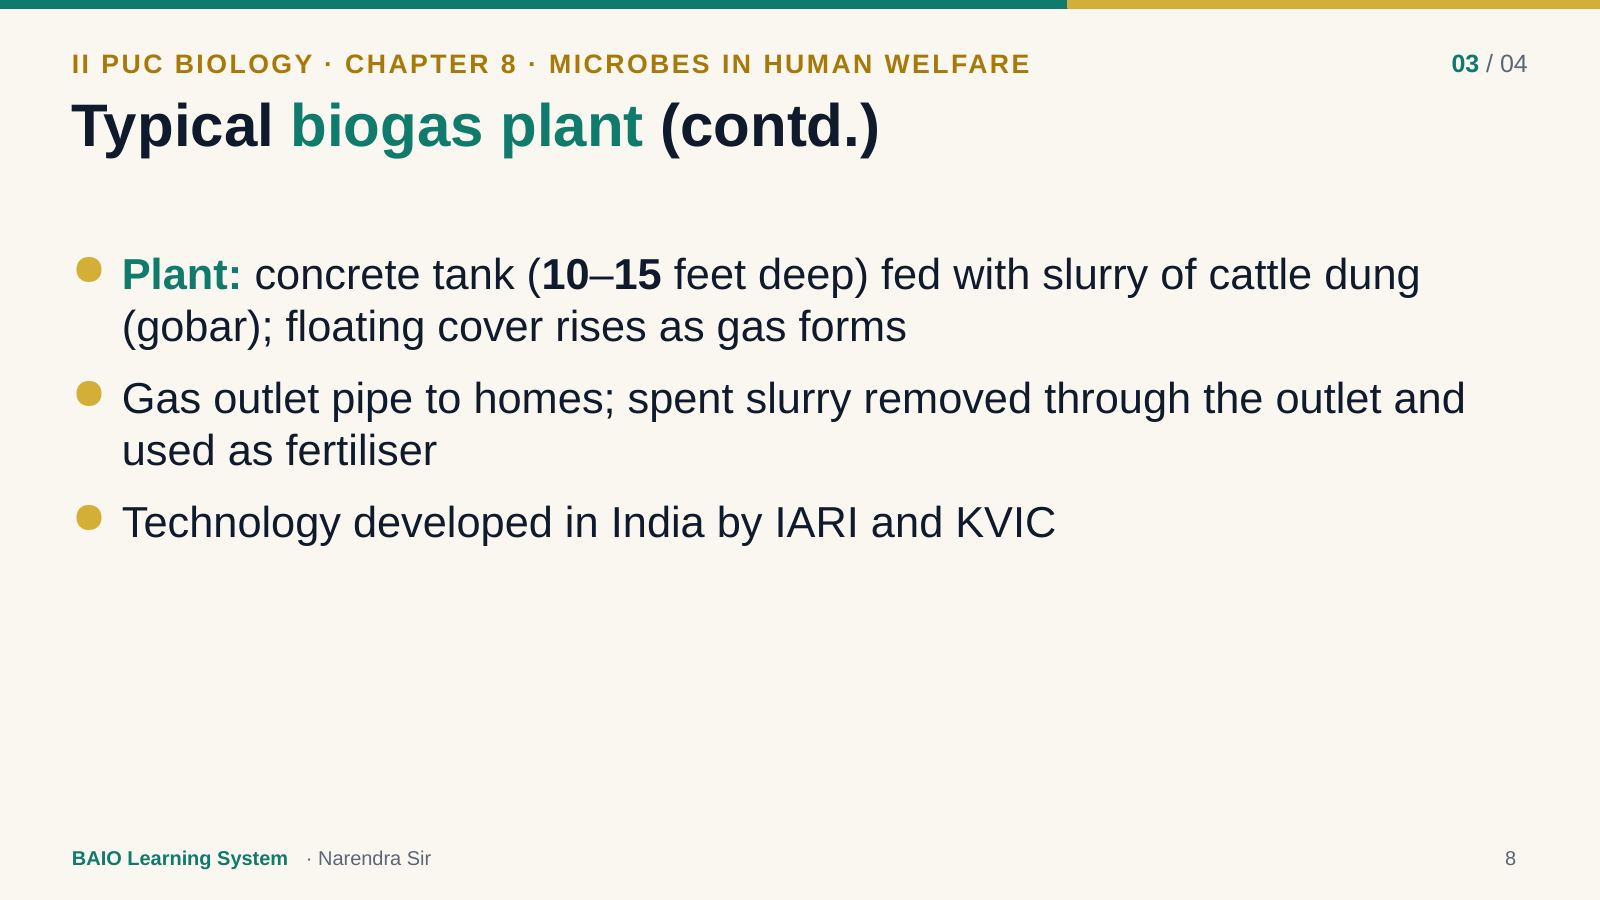 II PUC BIOLOGY · CHAPTER 8 · MICROBES IN HUMAN WELFARE
03 / 04
Typical biogas plant (contd.)
Plant: concrete tank (10–15 feet deep) fed with slurry of cattle dung
(gobar); floating cover rises as gas forms
Gas outlet pipe to homes; spent slurry removed through the outlet and
used as fertiliser
Technology developed in India by IARI and KVIC
BAIO Learning System · Narendra Sir
8